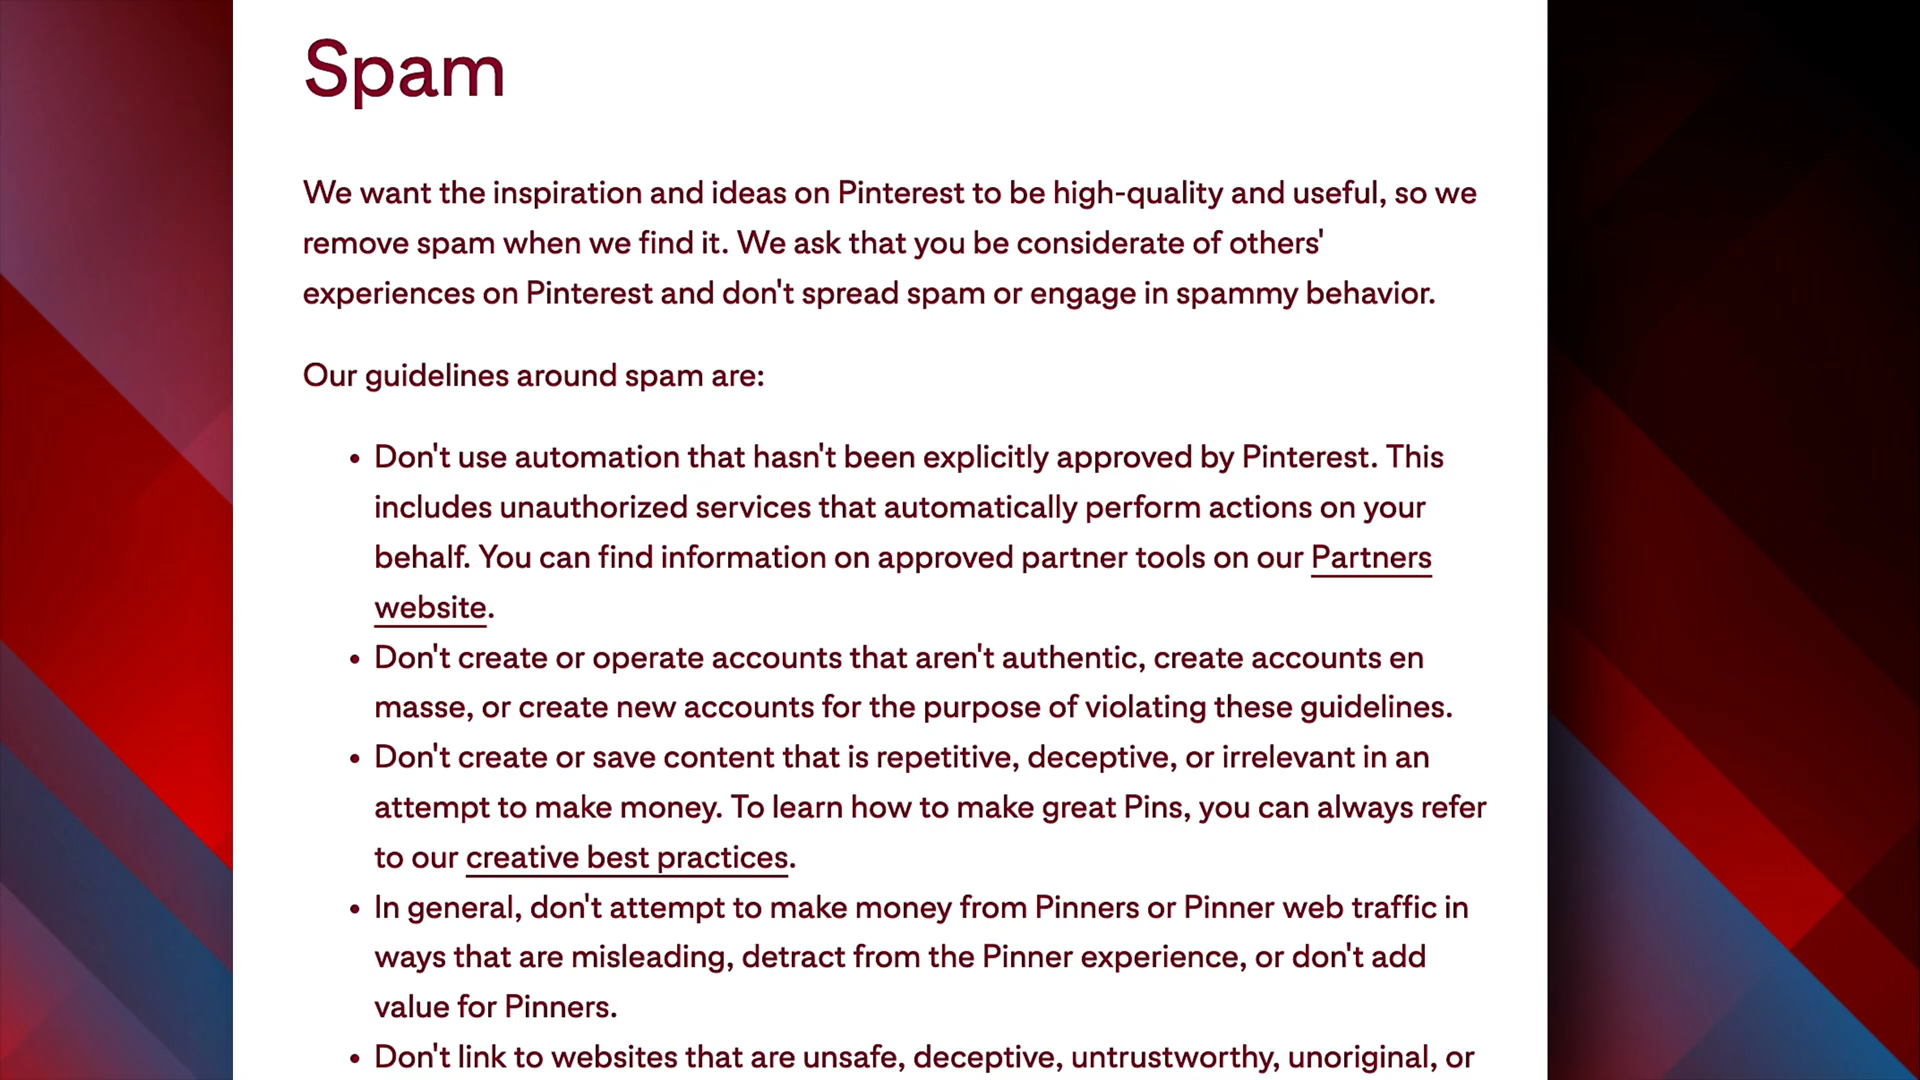 Spam
We want the inspiration and ideas on Pinterest to be high-quality and useful, so we
remove spam when we find it. We ask that you be considerate of others'
experiences on Pinterest and don't spread spam or engage in spammy behavior.
Our guidelines around spam are:
• Don't use automation that hasn't been explicitly approved by Pinterest. This
includes unauthorized services that automatically perform actions on your
behalf. You can find information on approved partner tools on our Partners
website.
• Don't create or operate accounts that aren't authentic, create accounts en
masse, or create new accounts for the purpose of violating these guidelines.
• Don't create or save content that is repetitive, deceptive, or irrelevant in an
attempt to make money. To learn how to make great Pins, you can always refer
to our creative best practices.
• In general, don't attempt to make money from Pinners or Pinner web traffic in
ways that are misleading, detract from the Pinner experience, or don't add
value for Pinners.
• Don't link to websites that are unsafe, deceptive, untrustworthy, unoriginal, or